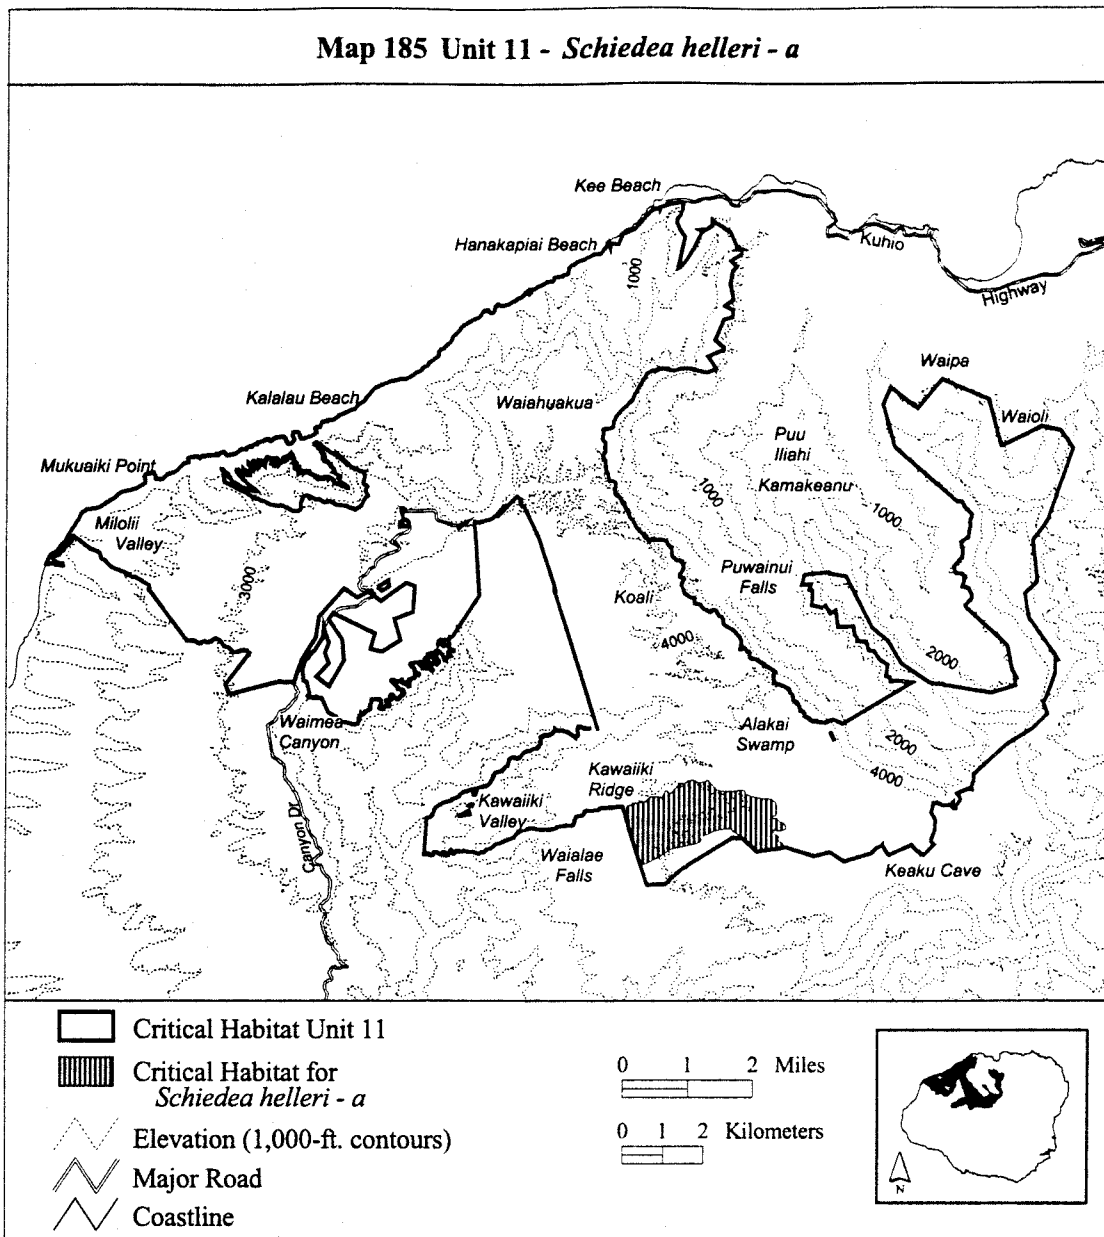 Map 185 Unit 11 - Schiedea helleri - a
Kee Beach
Hanakapiai Beach
Kuhio
Highway
1000
Waipa
Kalalau Beach
Waiahuakua
Waioli
Puu
Iliahi
Mukuaiki Point
Kamakeanu
1000
1000
Milolii
Valley
Puwainui
Falls
3000
Koali
4000
2000
Waimea
Canyon
Alakai
Swamp
2000
4000
Kawaiiki
Ridge
Kawaiiki
Valley
Canyon Dr
Waialae
Falls
Keaku Cave
Critical Habitat Unit 11
Critical Habitat for
Schiedea helleri - a
Elevation (1,000-ft. contours)
Major Road
Coastline
0 1 2 Miles
0 1 2 Kilometers
N